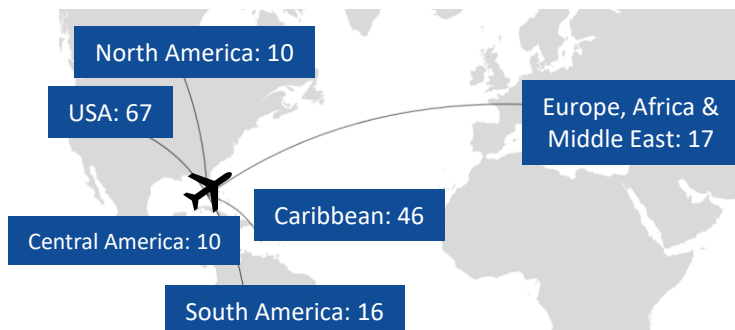 North America: 10
USA: 67
Europe, Africa &
Middle East: 17
Caribbean: 46
Central America: 10
South America: 16